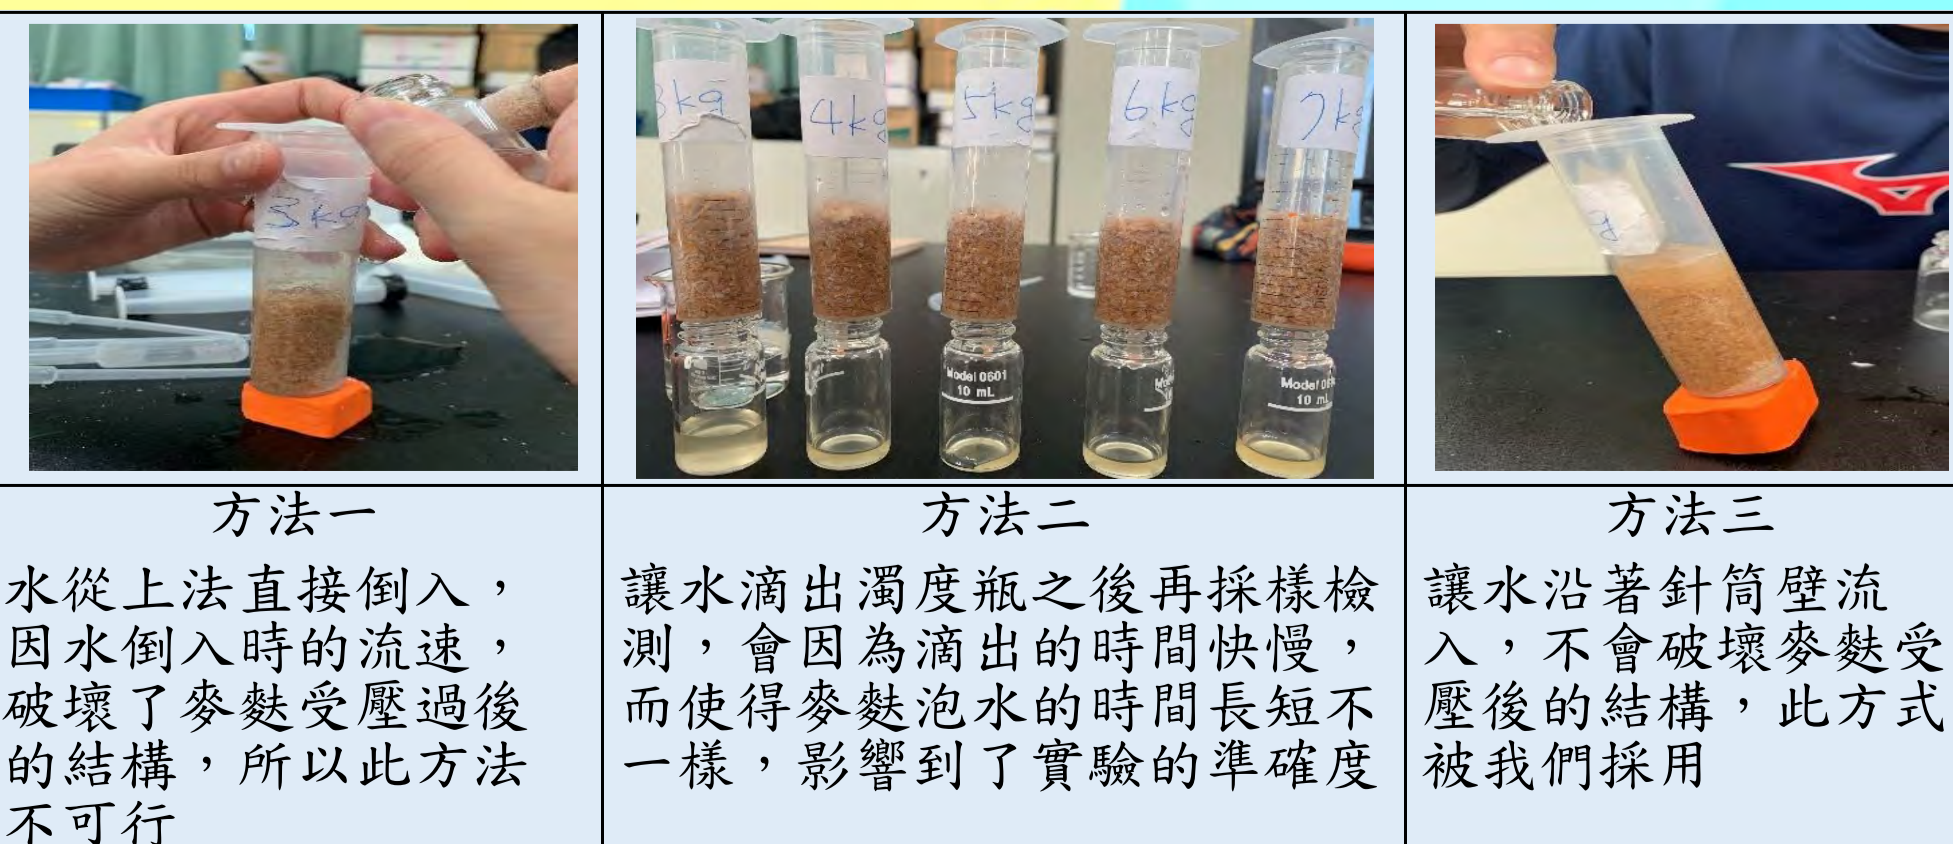 3kg
3kg
4kg
5kg
6kg
7kg
Model 0601
10 mL
Model 06
10 mL
方法一
水從上法直接倒入，
因水倒入時的流速，
破壞了麥麩受壓過後
的結構，所以此方法
不可行
方法二
讓水滴出濁度瓶之後再採樣檢
測，會因為滴出的時間快慢，
而使得麥麩泡水的時間長短不
一樣，影響到了實驗的準確度
方法三
讓水沿著針筒壁流
入，不會破壞麥麩受
壓後的結構，此方式
被我們採用